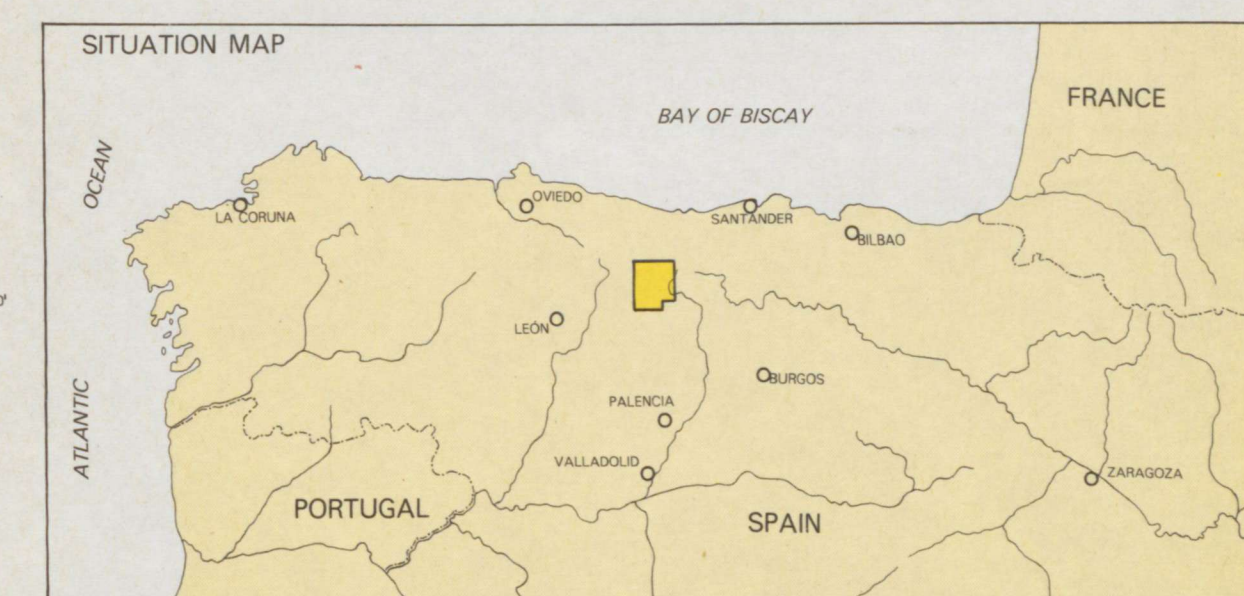 SITUATION MAP
FRANCE
BAY OF BISCAY
OCEAN
OVIEDO
LA CORUNA
SANTANDER
BILBAO
LEÓN
BURGOS
ATLANTIC
PALENCIA
VALLADOLID
ZARAGOZA
PORTUGAL
SPAIN